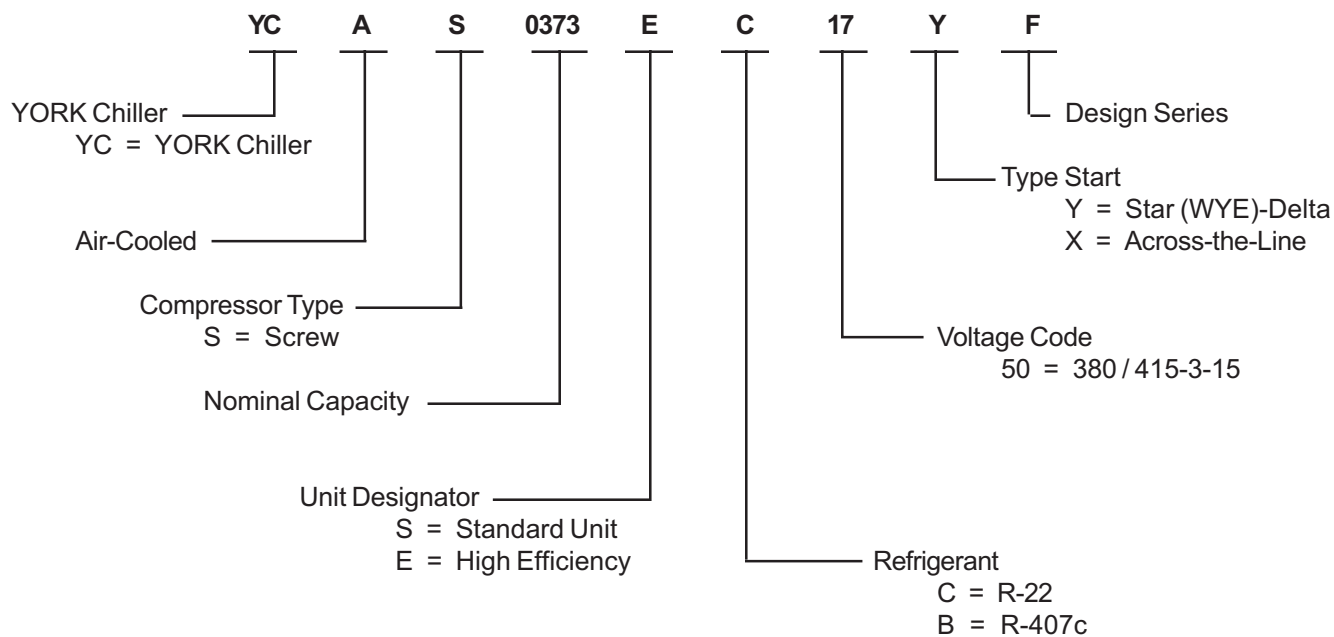 YC A S 0373 E C 17 Y F
YORK Chiller
YC = YORK Chiller
Design Series
Type Start
Y = Star (WYE)-Delta
X = Across-the-Line
Air-Cooled
Compressor Type
S = Screw
Voltage Code
50 = 380 / 415-3-15
Nominal Capacity
Unit Designator
S = Standard Unit
E = High Efficiency
Refrigerant
C = R-22
B = R-407c